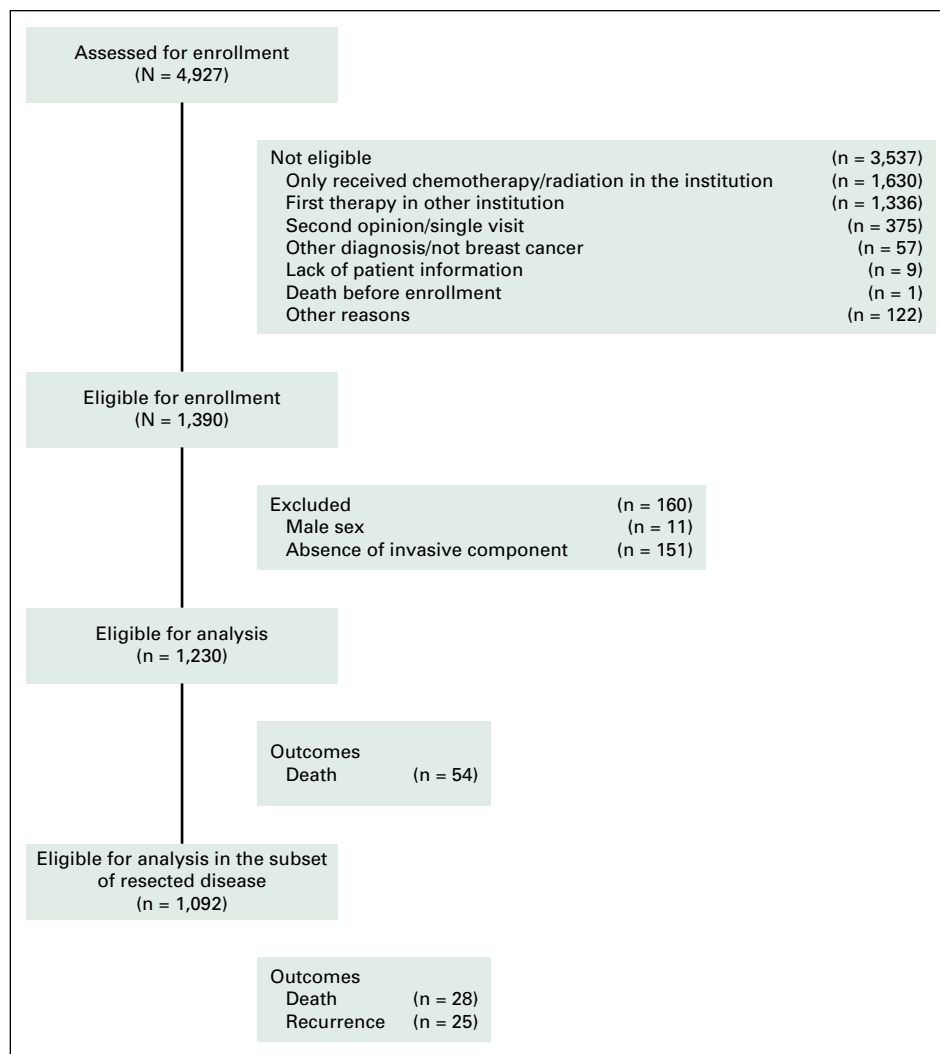 Assessed for enrollment
(N = 4,927)
Not eligible (n = 3,537)
Only received chemotherapy/radiation in the institution (n = 1,630)
First therapy in other institution (n = 1,336)
Second opinion/single visit (n = 375)
Other diagnosis/not breast cancer (n = 57)
Lack of patient information (n = 9)
Death before enrollment (n = 1)
Other reasons (n = 122)
Eligible for enrollment
(N = 1,390)
Excluded (n = 160)
Male sex (n = 11)
Absence of invasive component (n = 151)
Eligible for analysis
(n = 1,230)
Outcomes
Death (n = 54)
Eligible for analysis in the subset
of resected disease
(n = 1,092)
Outcomes
Death (n = 28)
Recurrence (n = 25)